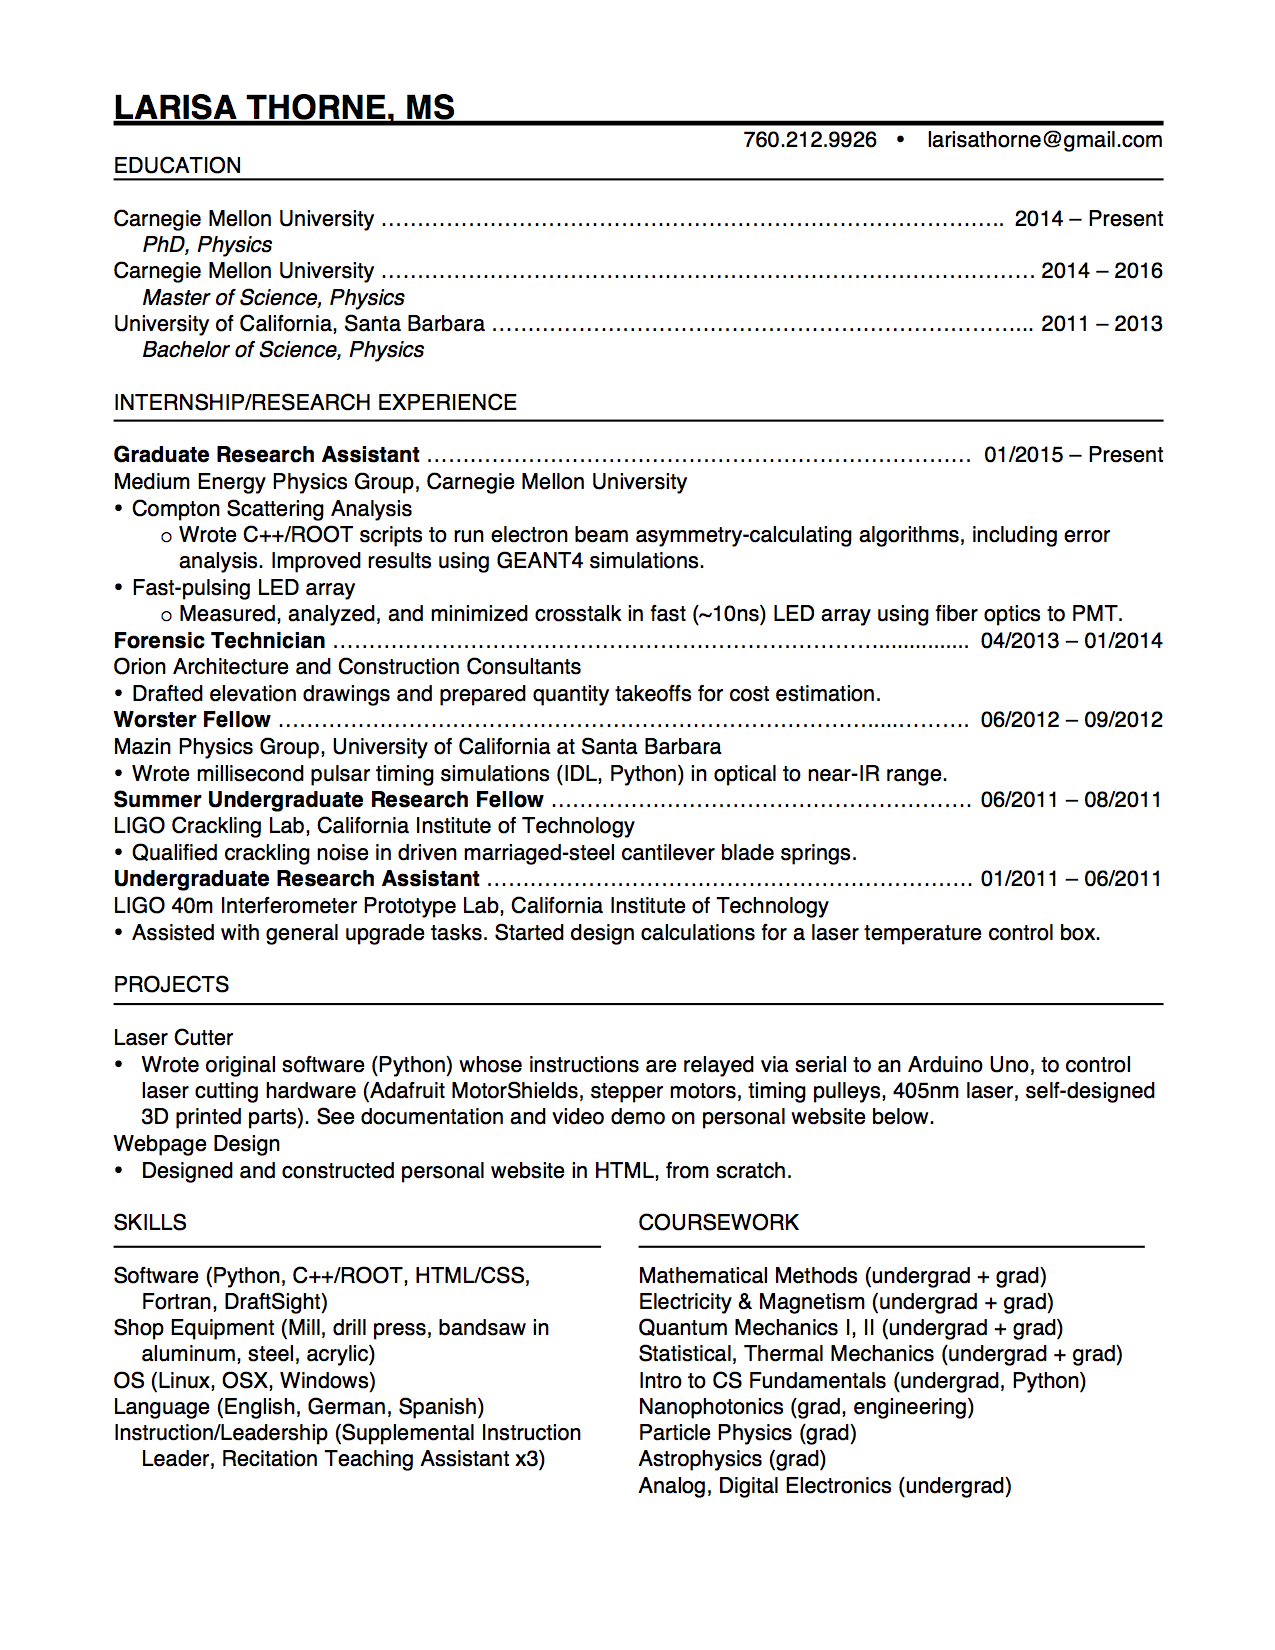 LARISA THORNE, MS
760.212.9926 • larisathorne@gmail.com
EDUCATION
Carnegie Mellon University ………………………………………………………………………….. 2014 – Present
PhD, Physics
Carnegie Mellon University ……………………………………………………………………………… 2014 – 2016
Master of Science, Physics
University of California, Santa Barbara ………………………………………………………………... 2011 – 2013
Bachelor of Science, Physics
INTERNSHIP/RESEARCH EXPERIENCE
Graduate Research Assistant ………………………………………………………………… 01/2015 – Present
Medium Energy Physics Group, Carnegie Mellon University
• Compton Scattering Analysis
o Wrote C++/ROOT scripts to run electron beam asymmetry-calculating algorithms, including error
analysis. Improved results using GEANT4 simulations.
• Fast-pulsing LED array
o Measured, analyzed, and minimized crosstalk in fast (~10ns) LED array using fiber optics to PMT.
Forensic Technician …………………………………………………………………............... 04/2013 – 01/2014
Orion Architecture and Construction Consultants
• Drafted elevation drawings and prepared quantity takeoffs for cost estimation.
Worster Fellow ………………………………………………………………………......………. 06/2012 – 09/2012
Mazin Physics Group, University of California at Santa Barbara
• Wrote millisecond pulsar timing simulations (IDL, Python) in optical to near-IR range.
Summer Undergraduate Research Fellow ………………………………………………… 06/2011 – 08/2011
LIGO Crackling Lab, California Institute of Technology
• Qualified crackling noise in driven marriaged-steel cantilever blade springs.
Undergraduate Research Assistant ………………………………………………………… 01/2011 – 06/2011
LIGO 40m Interferometer Prototype Lab, California Institute of Technology
• Assisted with general upgrade tasks. Started design calculations for a laser temperature control box.
PROJECTS
Laser Cutter
• Wrote original software (Python) whose instructions are relayed via serial to an Arduino Uno, to control
laser cutting hardware (Adafruit MotorShields, stepper motors, timing pulleys, 405nm laser, self-designed
3D printed parts). See documentation and video demo on personal website below.
Webpage Design
• Designed and constructed personal website in HTML, from scratch.
SKILLS
Software (Python, C++/ROOT, HTML/CSS,
Fortran, DraftSight)
Shop Equipment (Mill, drill press, bandsaw in
aluminum, steel, acrylic)
OS (Linux, OSX, Windows)
Language (English, German, Spanish)
Instruction/Leadership (Supplemental Instruction
Leader, Recitation Teaching Assistant x3)
COURSEWORK
Mathematical Methods (undergrad + grad)
Electricity & Magnetism (undergrad + grad)
Quantum Mechanics I, II (undergrad + grad)
Statistical, Thermal Mechanics (undergrad + grad)
Intro to CS Fundamentals (undergrad, Python)
Nanophotonics (grad, engineering)
Particle Physics (grad)
Astrophysics (grad)
Analog, Digital Electronics (undergrad)